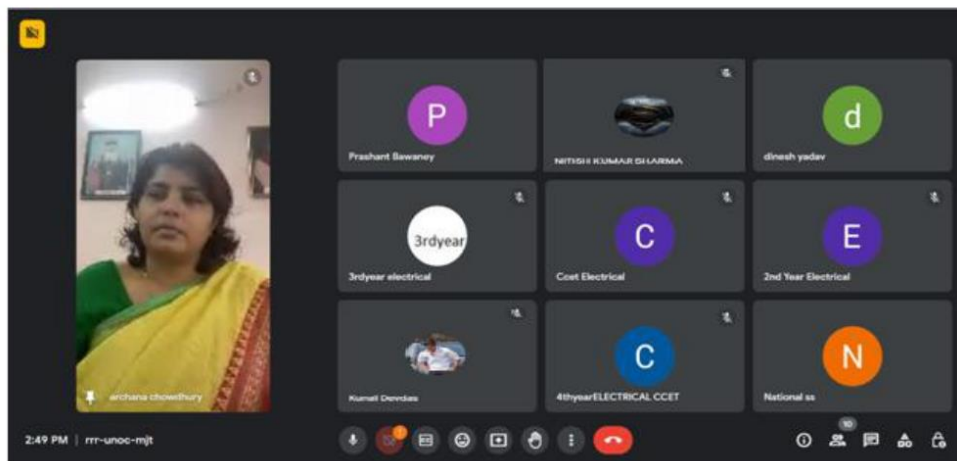 P
Prashant Bawaney
NITISH KUMAR SHARMA
d
dinesh yadav
3rdyear
3rdyear electrical
C
Ccet Electrical
E
2nd Year Electrical
archana chowdhury
Kunal Devdas
C
4thyearELECTRICAL CCET
N
National ss
2:49 PM | rrr-unoc-mjt
10